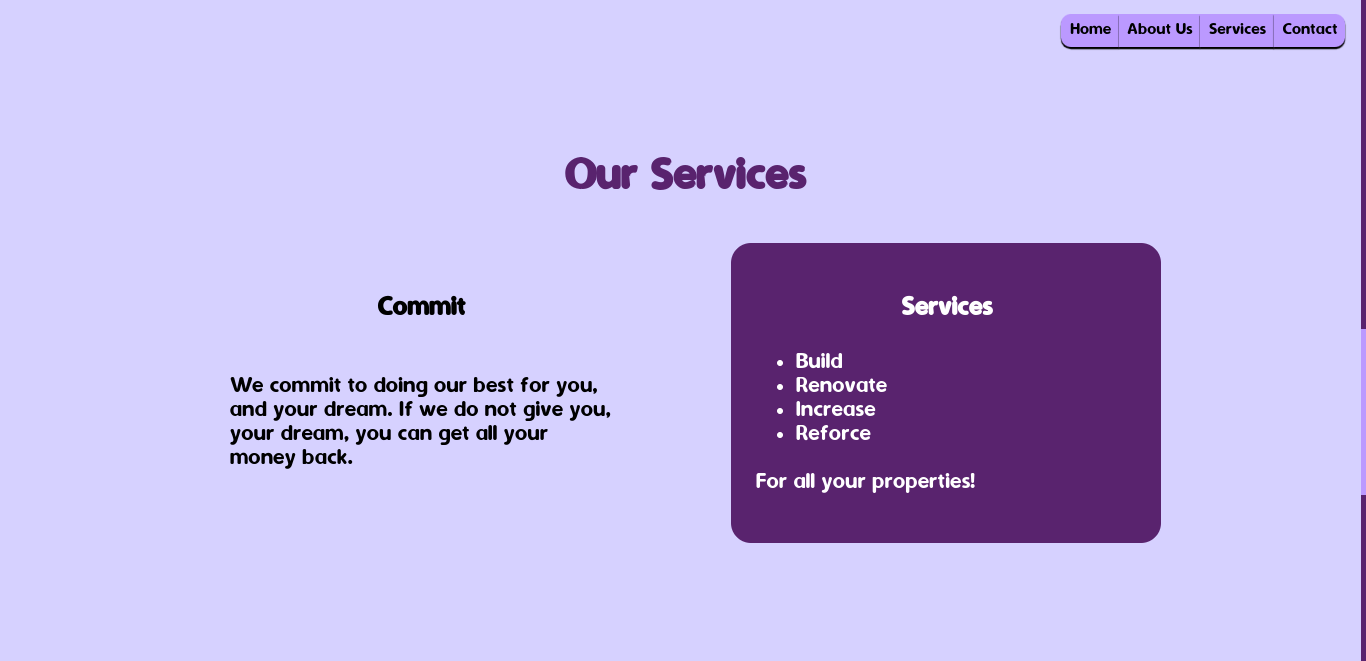 Home About Us Services Contact
Our Services
Commit
We commit to doing our best for you,
and your dream. If we do not give you,
your dream, you can get all your
money back.
Services
• Build
• Renovate
• Increase
• Reforce
For all your properties!